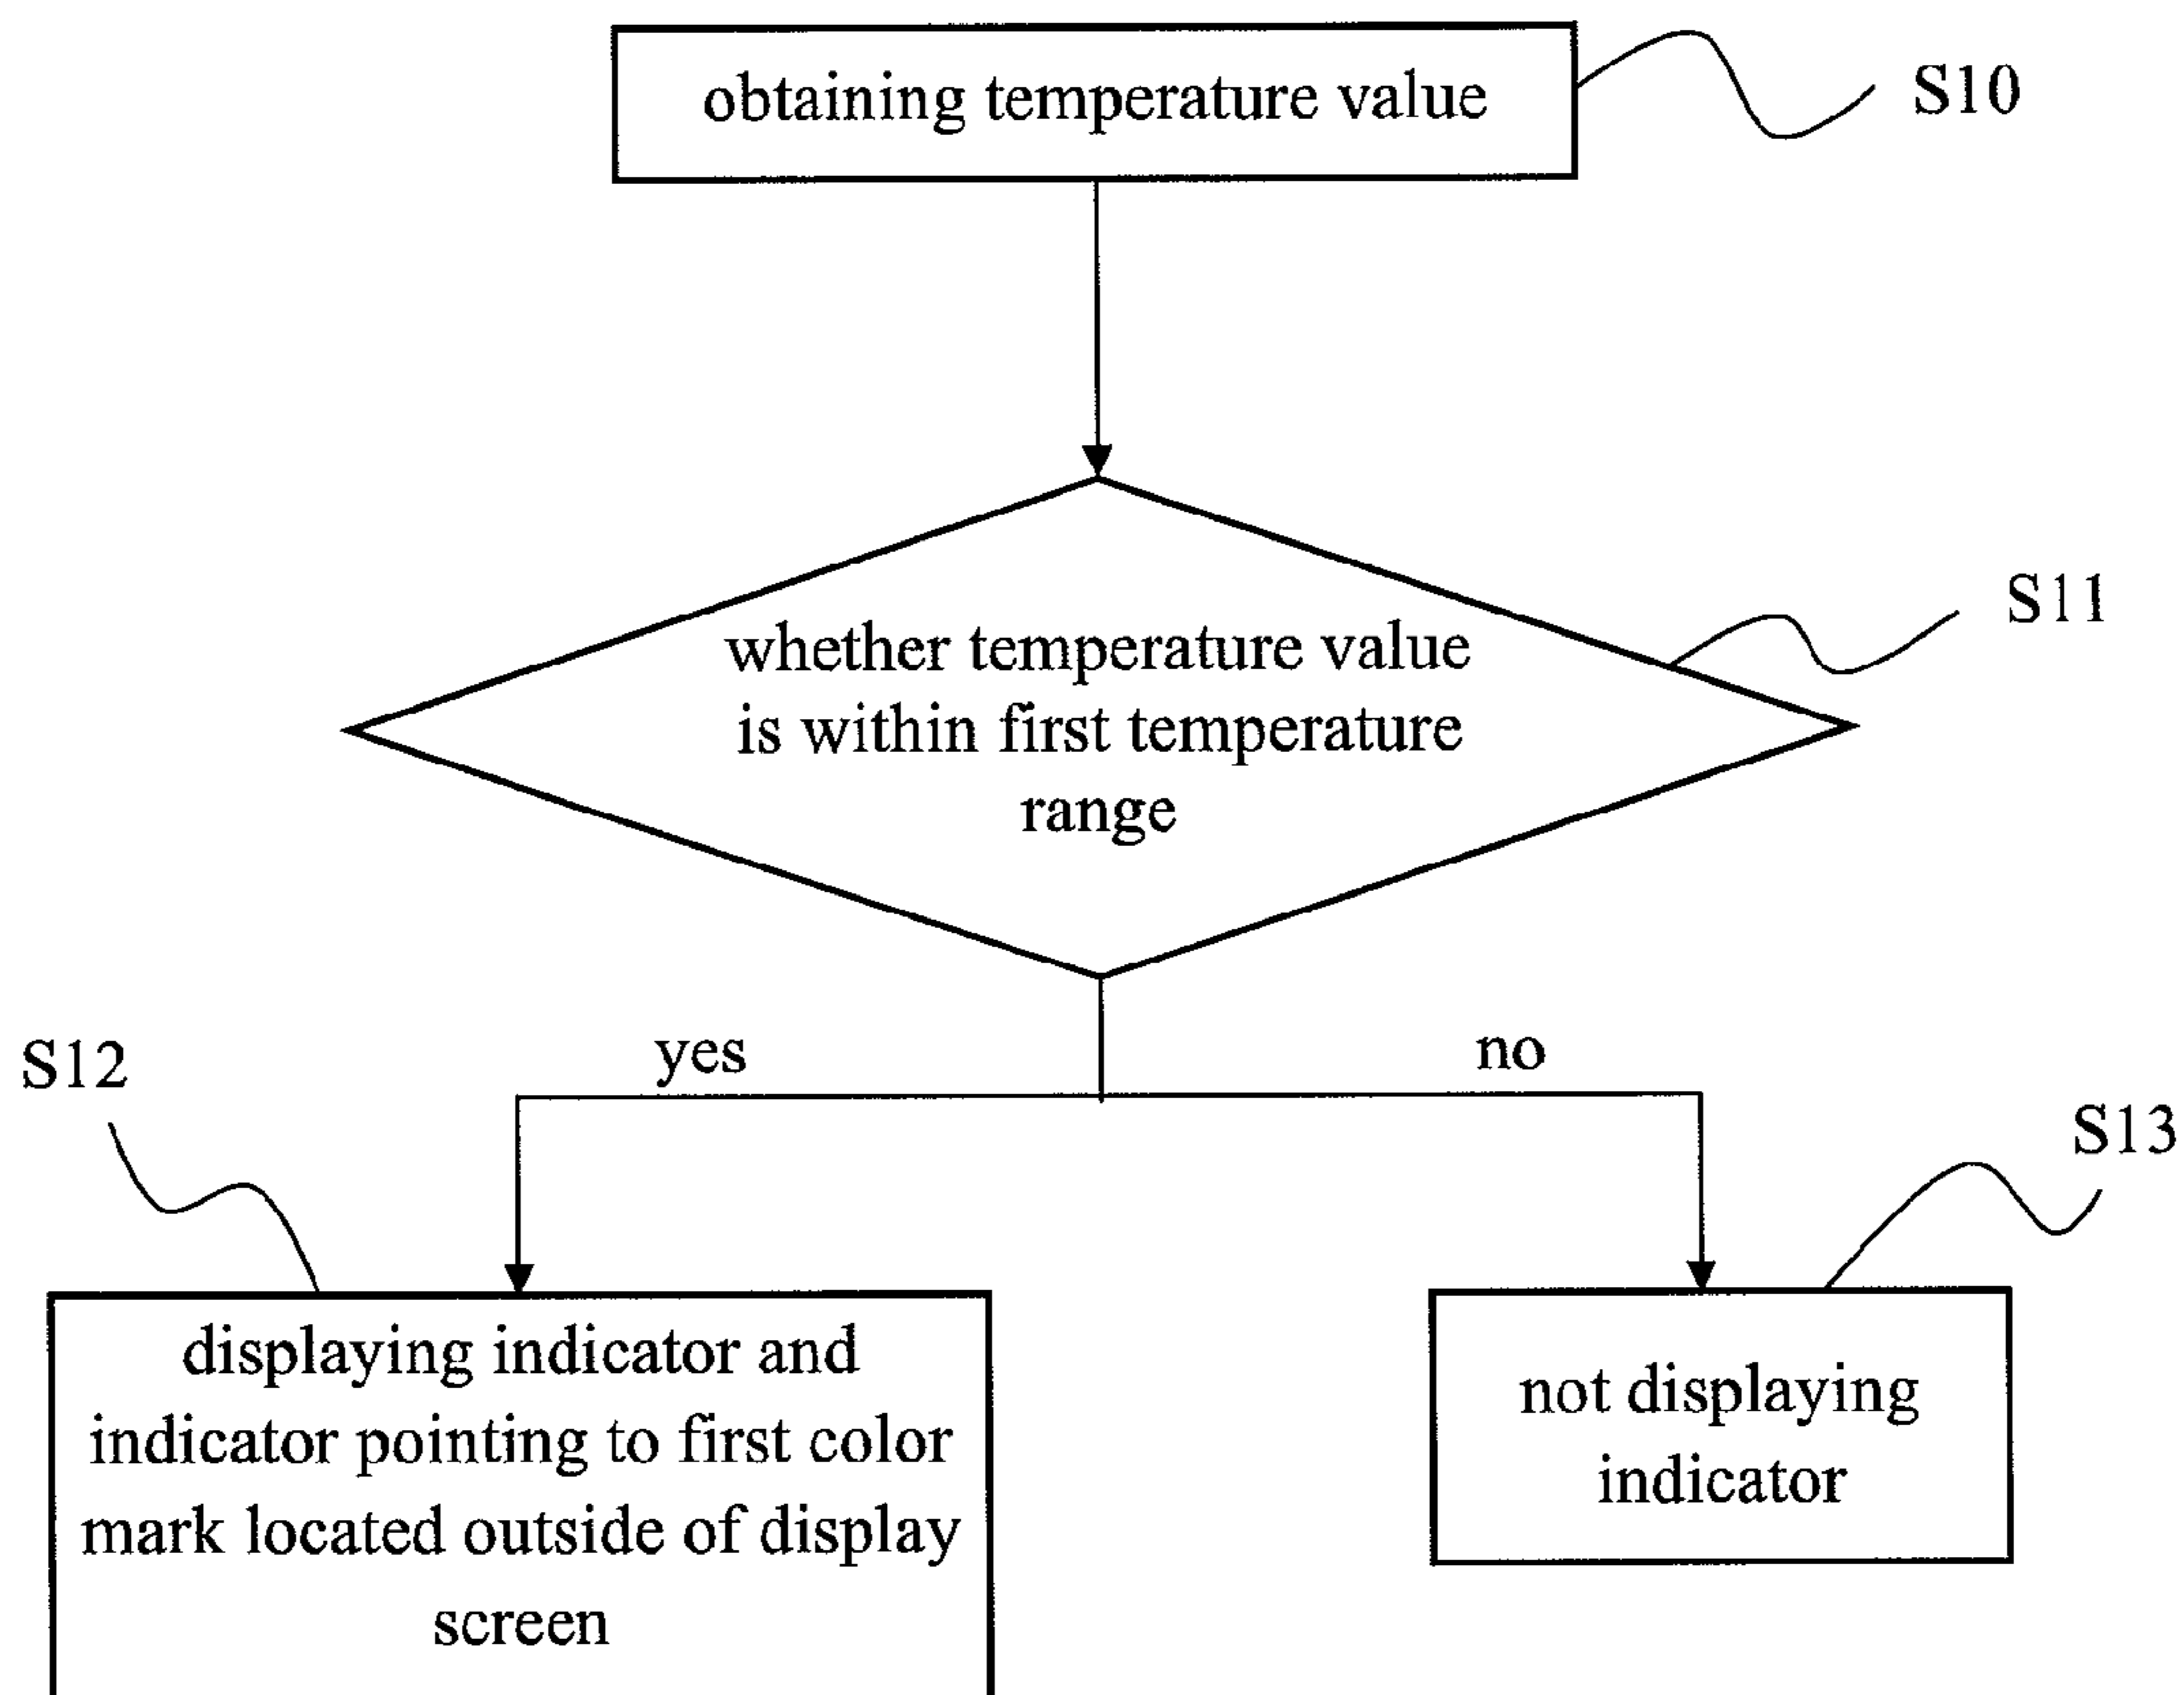 obtaining temperature value
S10
S11
whether temperature value
is within first temperature
range
yes
no
S12
S13
displaying indicator and
indicator pointing to first color
mark located outside of display
screen
not displaying
indicator